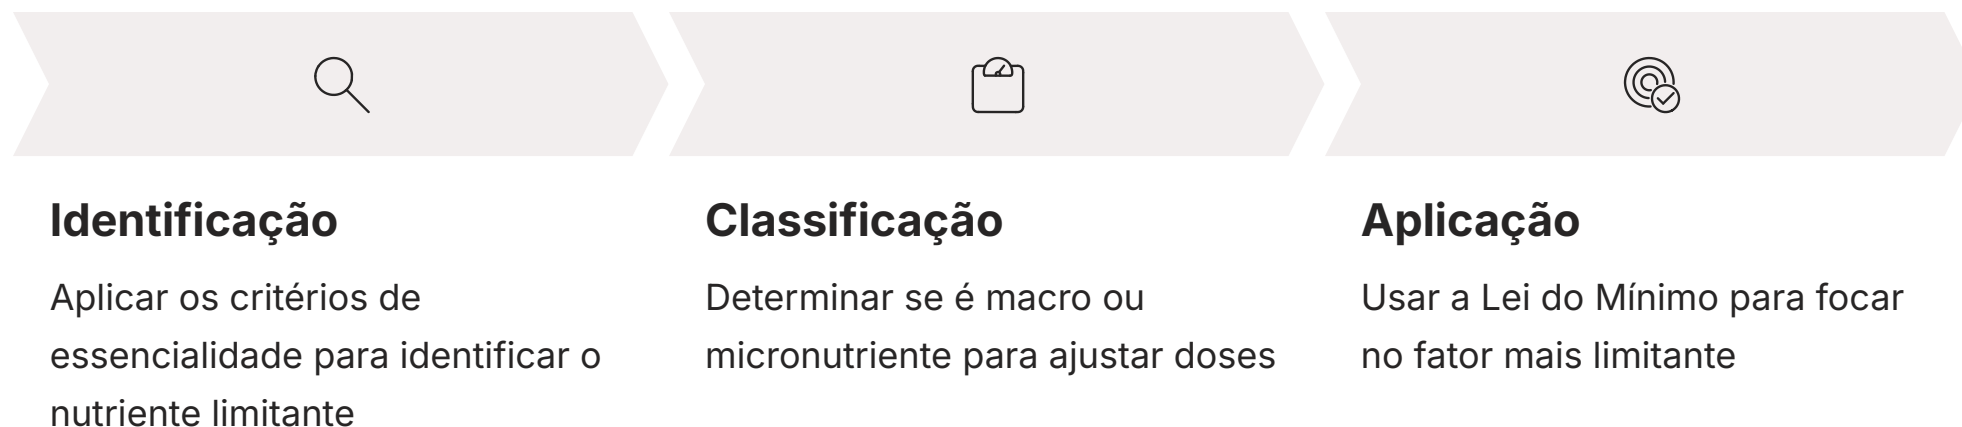 Identificação
Aplicar os critérios de
essencialidade para identificar o
nutriente limitante
Classificação
Determinar se é macro ou
micronutriente para ajustar doses
Aplicação
Usar a Lei do Mínimo para focar
no fator mais limitante